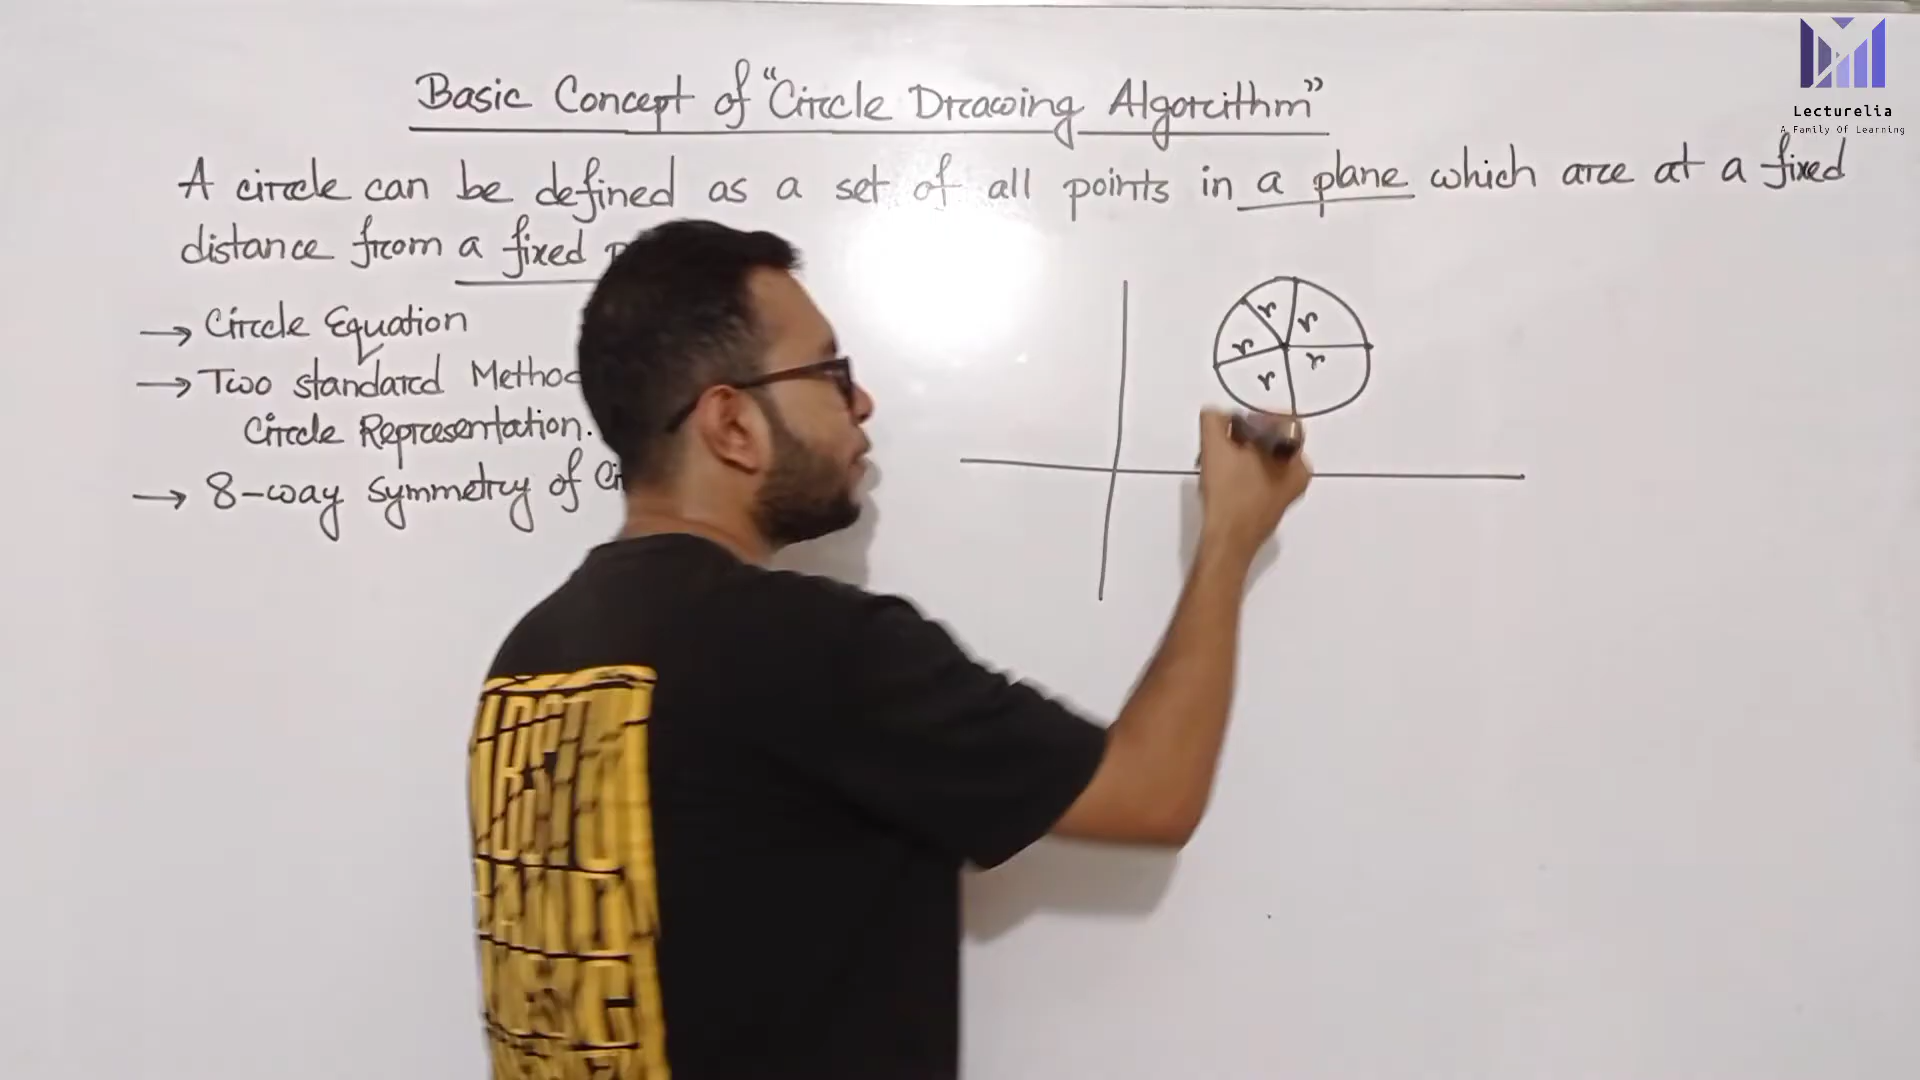 Basic Concept of "Circle Drawing Algorithm"
A circle can be defined as a set of all points in a plane which are at a fixed
distance from a fixed
→ Circle Equation
→ Two standard
Circle Representation.
→ 8-way symmetry of
r
r
r
r
r
Lecturelia
A Family Of Learning